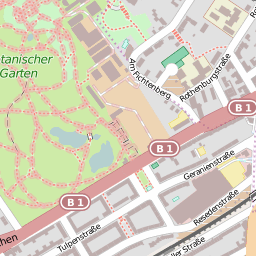 tanischer
Garten
Am Fichtenberg
Rothenburgstraße
B 1
B 1
B 1
Geranienstraße
Resedenstraße
Tulpenstraße
chen
ller Straße